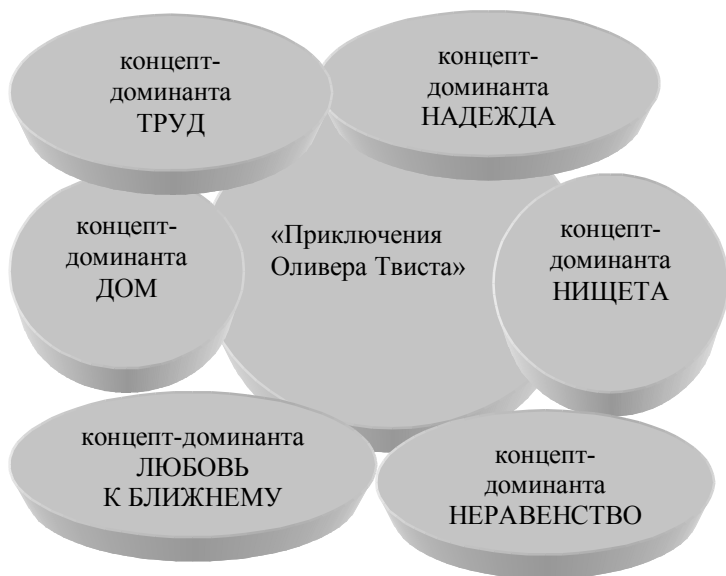 концепт-
доминанта
ТРУД
концепт-
доминанта
НАДЕЖДА
концепт-
доминанта
ДОМ
«Приключения
Оливера Твиста»
концепт-
доминанта
НИЩЕТА
концепт-доминанта
ЛЮБОВЬ
К БЛИЖНЕМУ
концепт-
доминанта
НЕРАВЕНСТВО